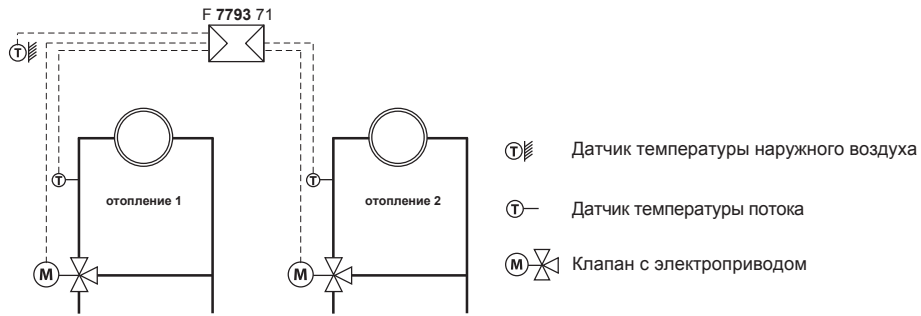 F 7793 71
T
T
T
отопление 1
отопление 2
M
M
T Датчик температуры наружного воздуха
T Датчик температуры потока
M Клапан с электроприводом